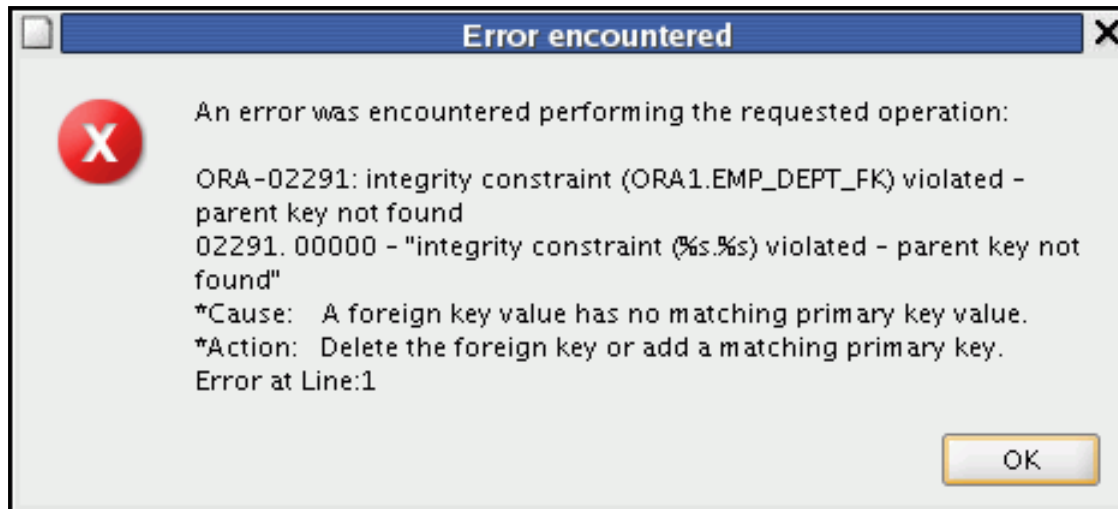 Error encountered
An error was encountered performing the requested operation:
ORA-02291: integrity constraint (ORA1.EMP_DEPT_FK) violated -
parent key not found
02291. 00000 - "integrity constraint (%s.%s) violated - parent key not
found"
*Cause: A foreign key value has no matching primary key value.
*Action: Delete the foreign key or add a matching primary key.
Error at Line:1
OK